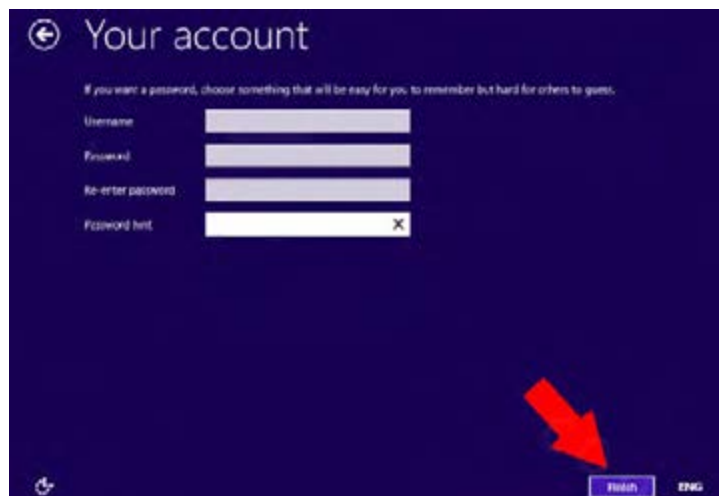 Your account
If you want a password, choose something that will be easy for you to remember but hard for others to guess.
Username
Password
Re-enter password
Password hint
Finish
ENG